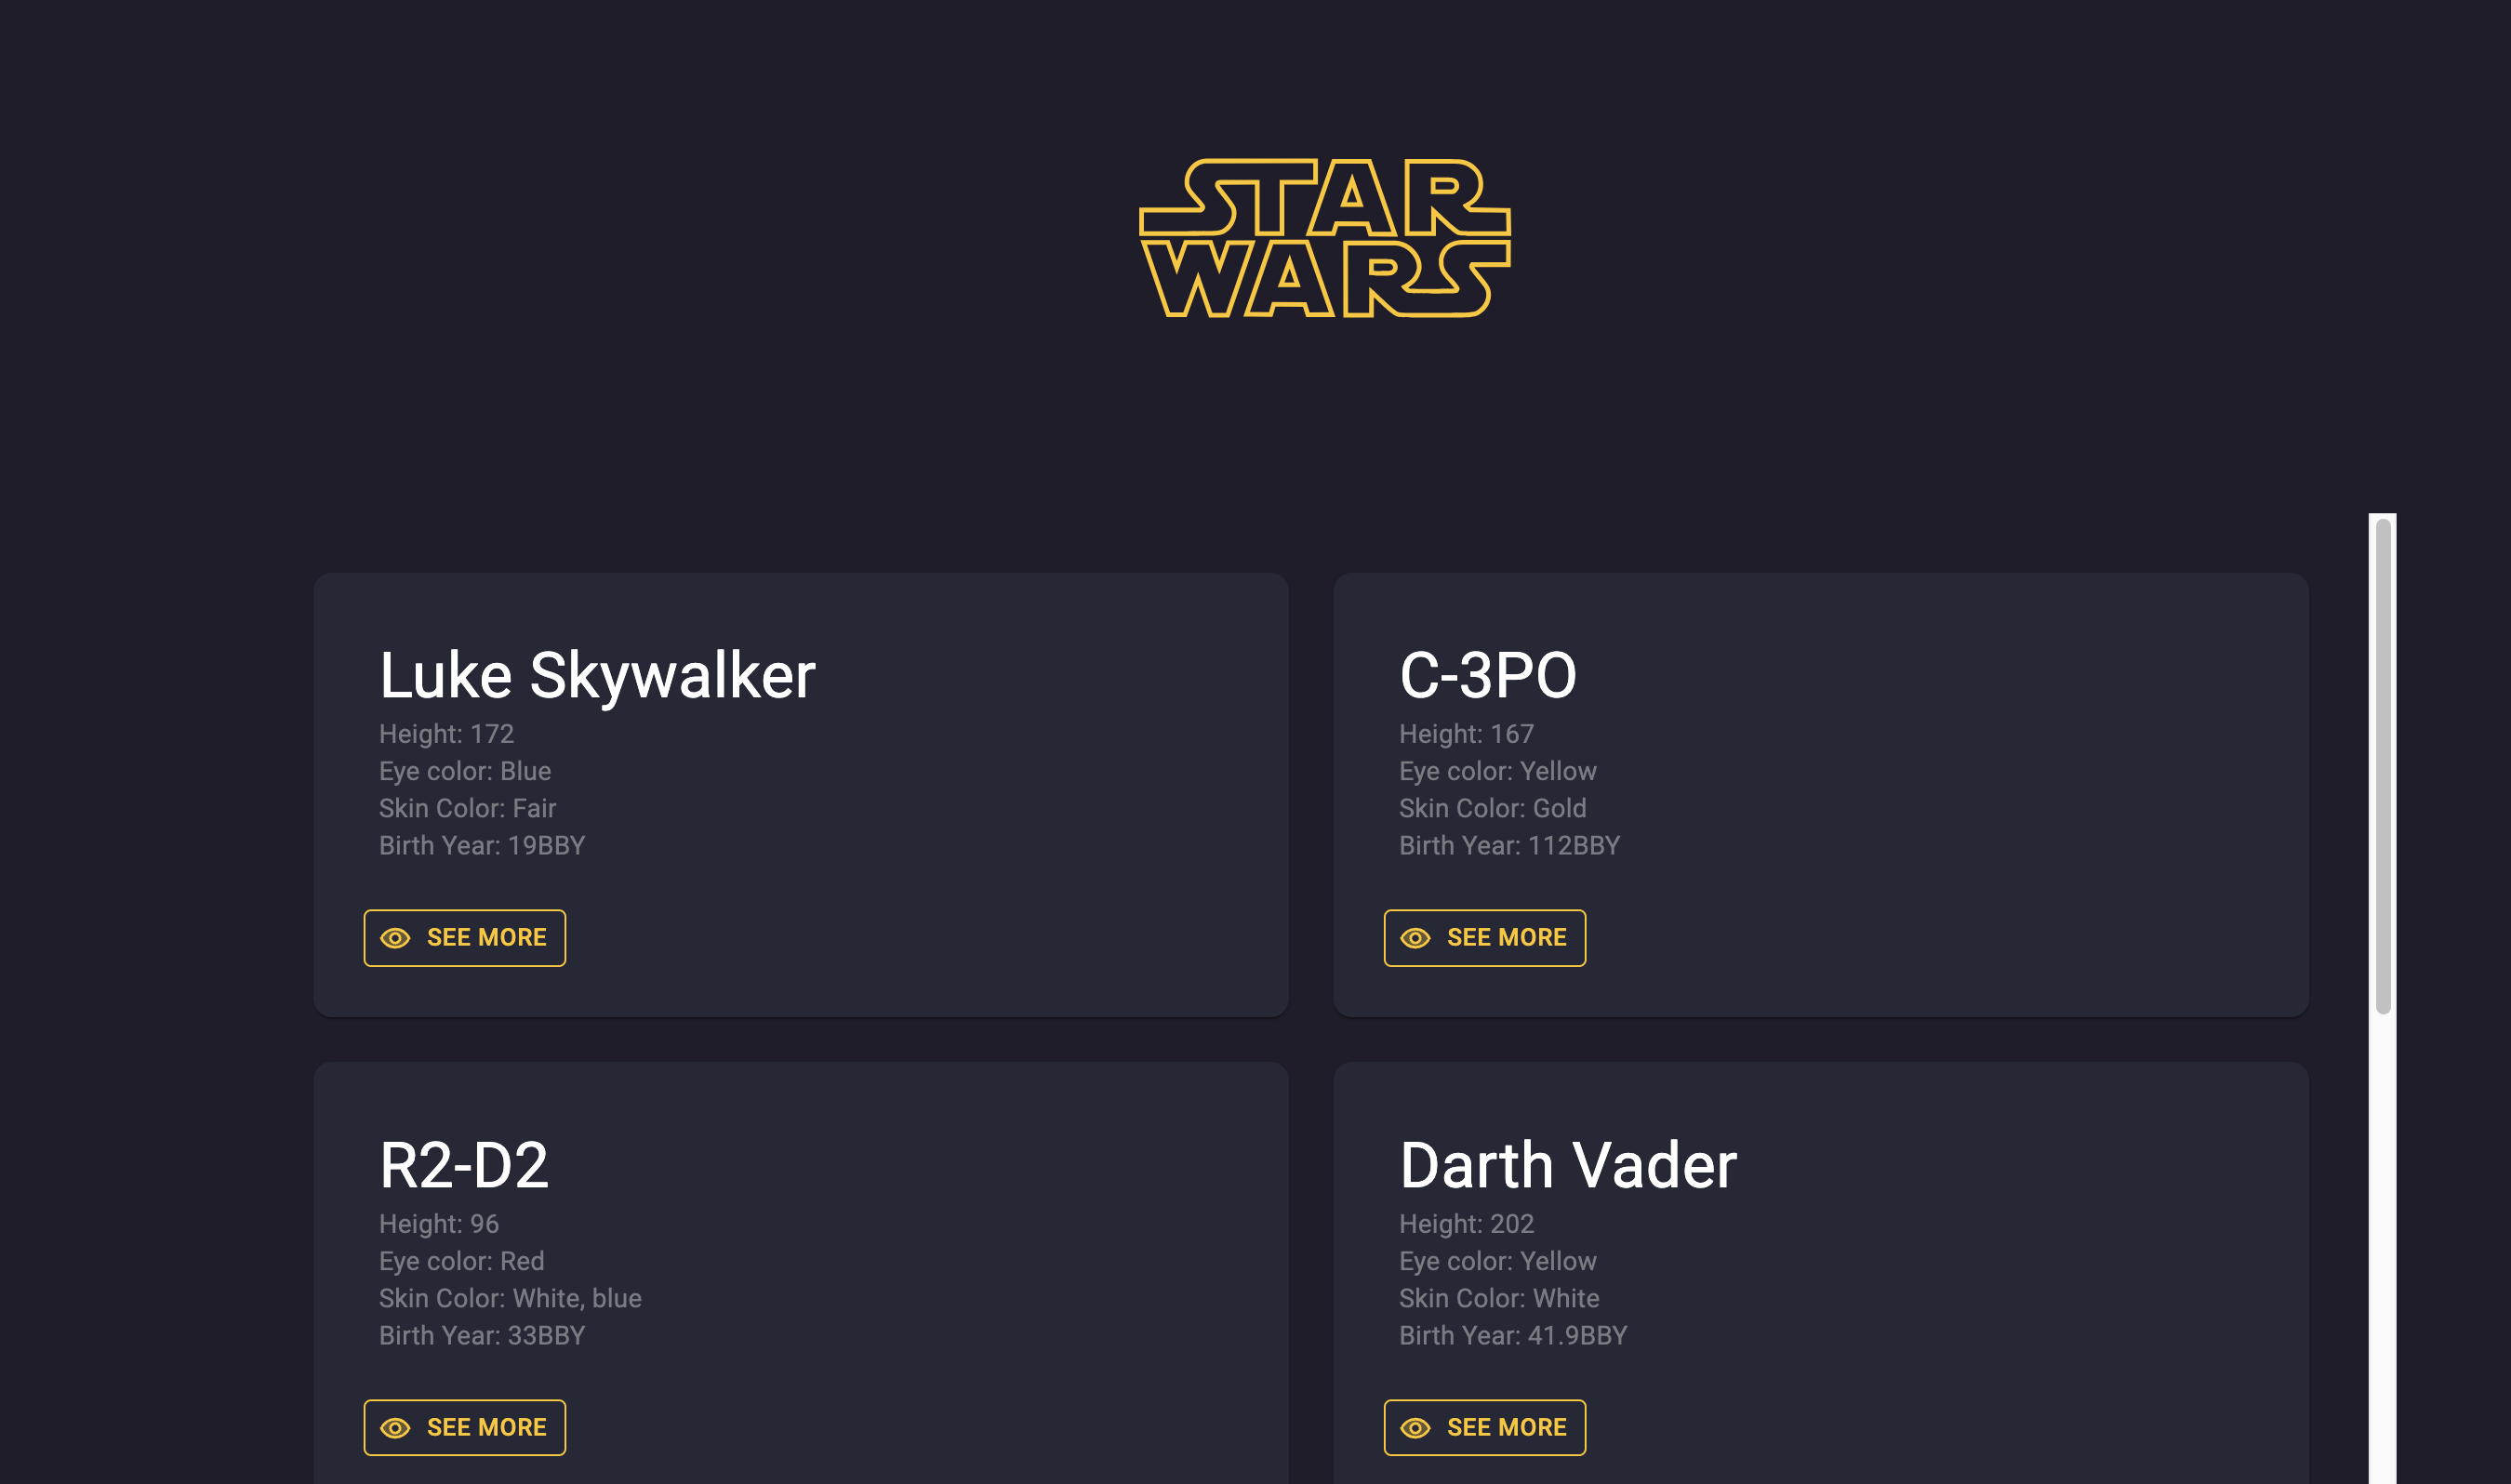 STAR
WARS
Luke Skywalker
Height: 172
Eye color: Blue
Skin Color: Fair
Birth Year: 19BBY
SEE MORE
C-3PO
Height: 167
Eye color: Yellow
Skin Color: Gold
Birth Year: 112BBY
SEE MORE
R2-D2
Height: 96
Eye color: Red
Skin Color: White, blue
Birth Year: 33BBY
SEE MORE
Darth Vader
Height: 202
Eye color: Yellow
Skin Color: White
Birth Year: 41.9BBY
SEE MORE